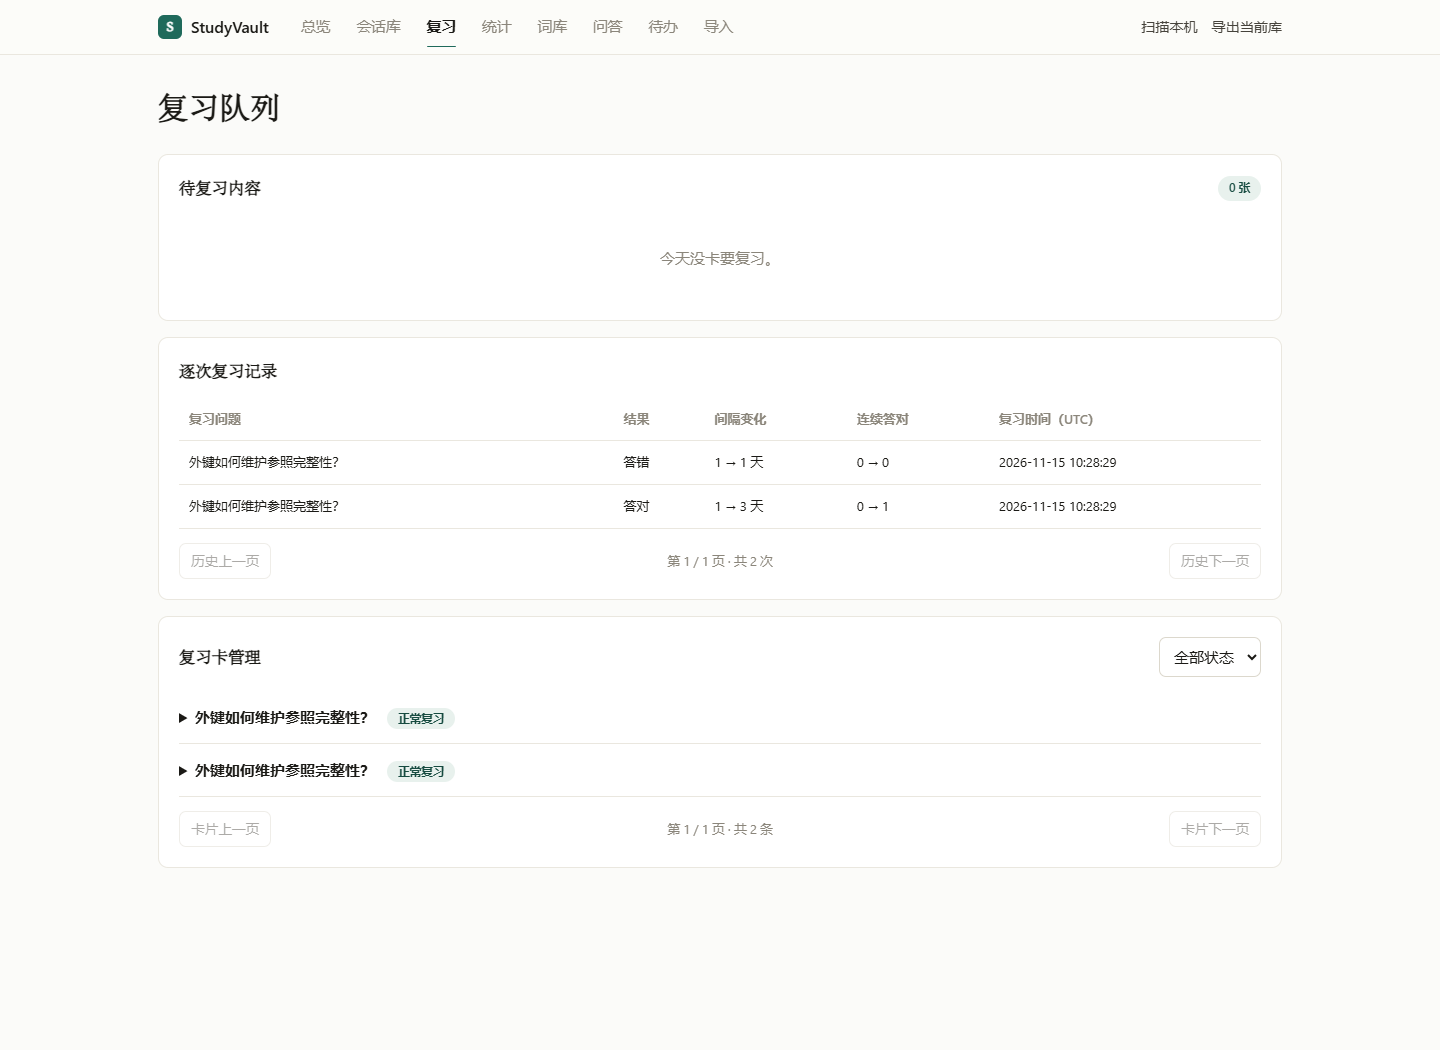 S StudyVault 总览 会话库 复习 统计 词库 问答 待办 导入 扫描本机 导出当前库
复习队列
待复习内容 0 张
今天没卡要复习。
逐次复习记录
复习问题 结果 间隔变化 连续答对 复习时间（UTC）
外键如何维护参照完整性？ 答错 1 → 1 天 0 → 0 2026-11-15 10:28:29
外键如何维护参照完整性？ 答对 1 → 3 天 0 → 1 2026-11-15 10:28:29
历史上一页 第 1 / 1 页 · 共 2 次 历史下一页
复习卡管理 全部状态
外键如何维护参照完整性？ 正常复习
外键如何维护参照完整性？ 正常复习
卡片上一页 第 1 / 1 页 · 共 2 条 卡片下一页